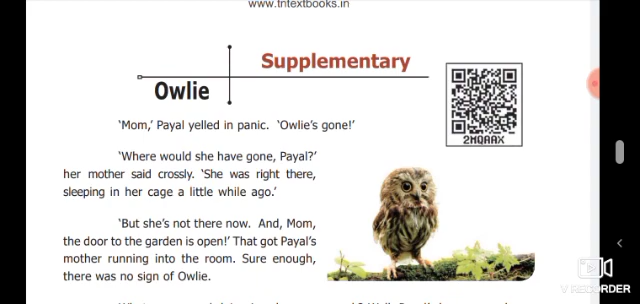 www.tntextbooks.in
Supplementary
Owlie
2MQAAX
‘Mom,’ Payal yelled in panic. ‘Owlie’s gone!’
‘Where would she have gone, Payal?’
her mother said crossly. ‘She was right there,
sleeping in her cage a little while ago.’
‘But she’s not there now. And, Mom,
the door to the garden is open!’ That got Payal’s
mother running into the room. Sure enough,
there was no sign of Owlie.
V RECORDER